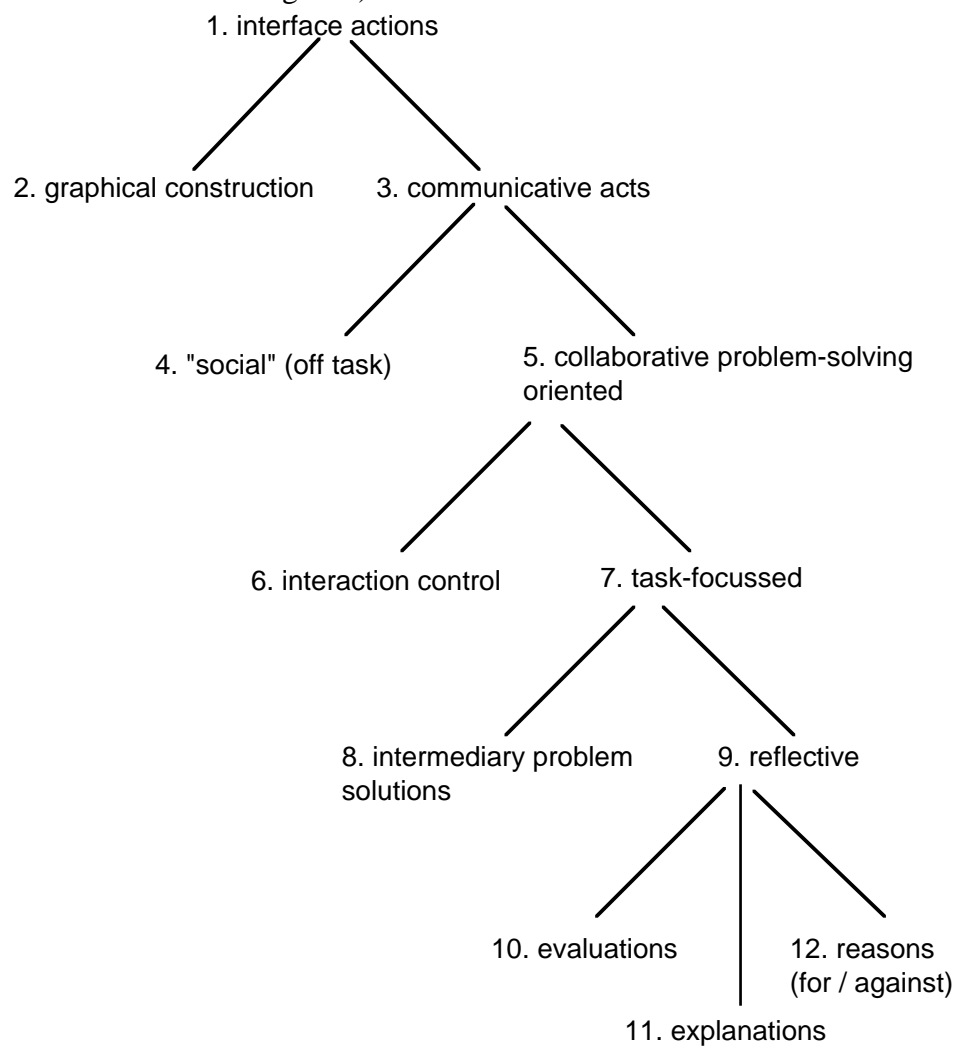 1. interface actions
2. graphical construction
3. communicative acts
4. "social" (off task)
5. collaborative problem-solving
oriented
6. interaction control
7. task-focussed
8. intermediary problem
solutions
9. reflective
10. evaluations
12. reasons
(for / against)
11. explanations